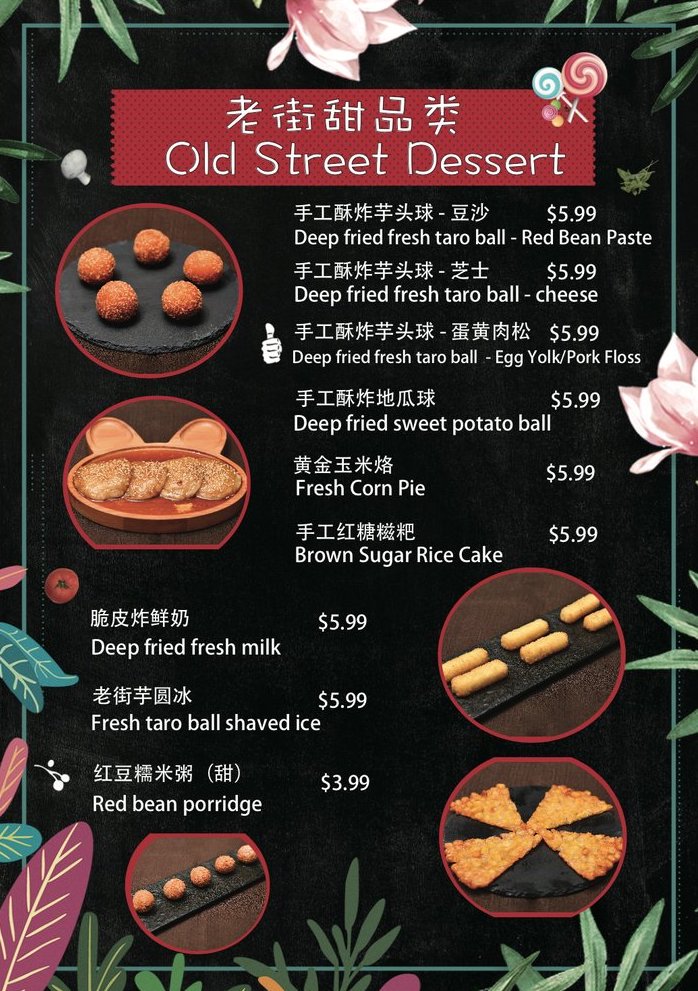 老街甜品类
Old Street Dessert
手工酥炸芋头球 - 豆沙 $5.99
Deep fried fresh taro ball - Red Bean Paste
手工酥炸芋头球 - 芝士 $5.99
Deep fried fresh taro ball - cheese
手工酥炸芋头球 - 蛋黄肉松 $5.99
Deep fried fresh taro ball - Egg Yolk/Pork Floss
手工酥炸地瓜球 $5.99
Deep fried sweet potato ball
黄金玉米烙 $5.99
Fresh Corn Pie
手工红糖糍粑 $5.99
Brown Sugar Rice Cake
脆皮炸鲜奶 $5.99
Deep fried fresh milk
老街芋圆冰 $5.99
Fresh taro ball shaved ice
红豆糯米粥（甜） $3.99
Red bean porridge